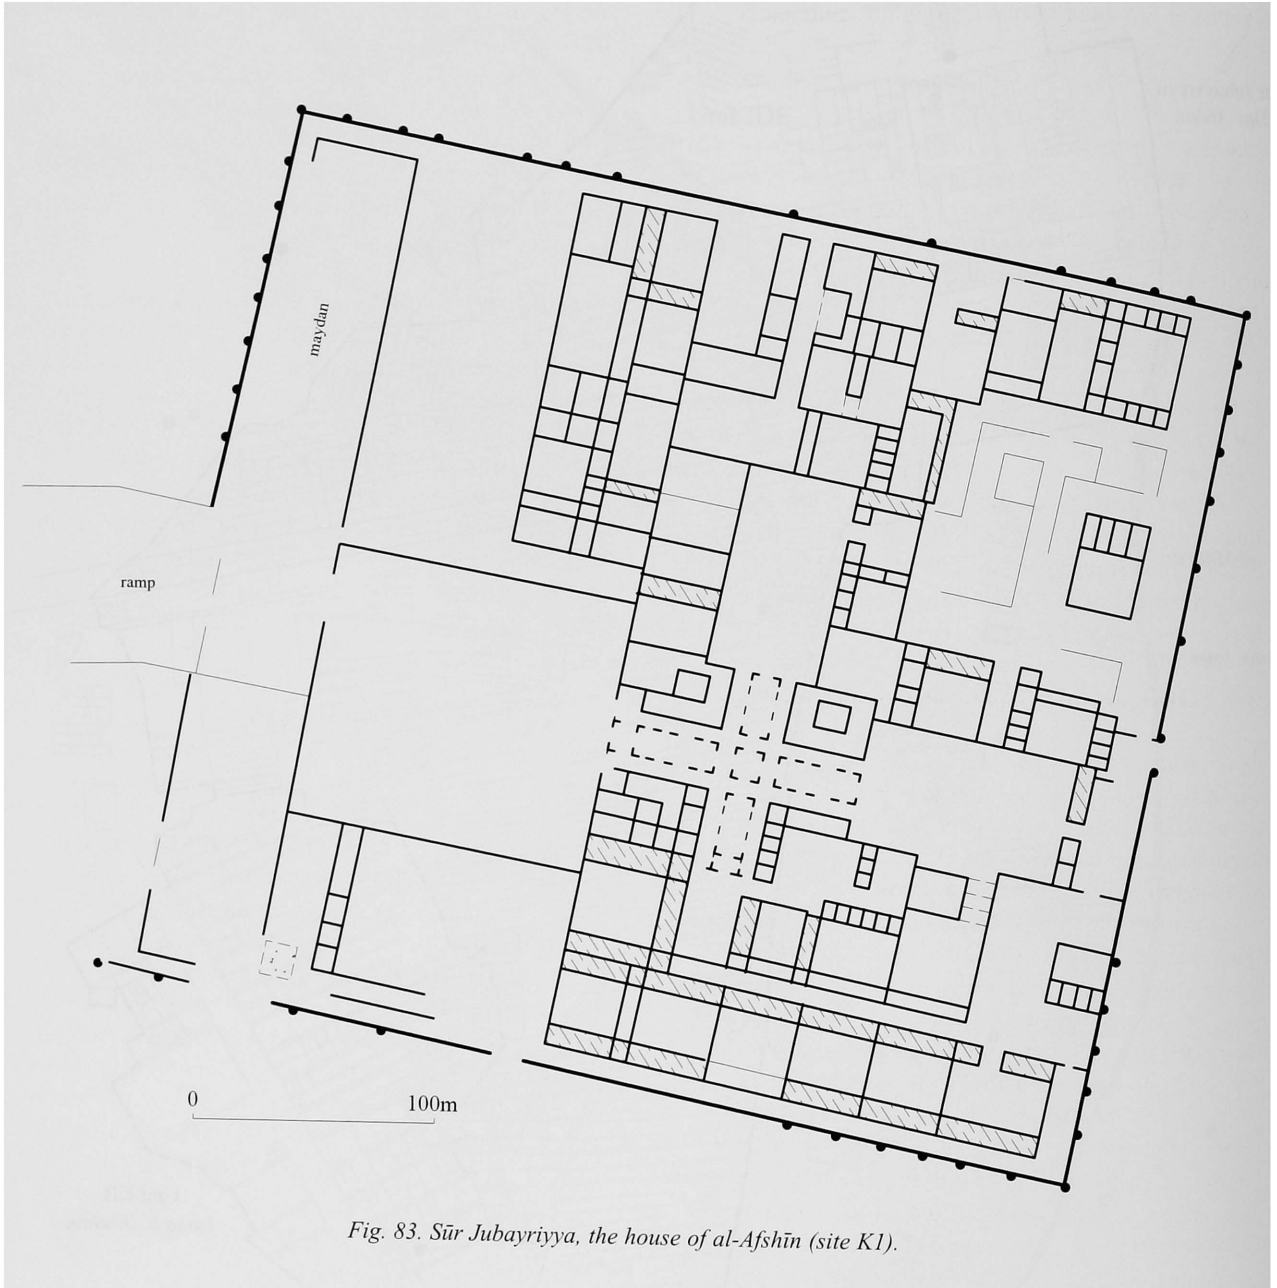 maydan
ramp
0 100m
Fig. 83. Sūr Jubayriyya, the house of al-Afshīn (site K1).